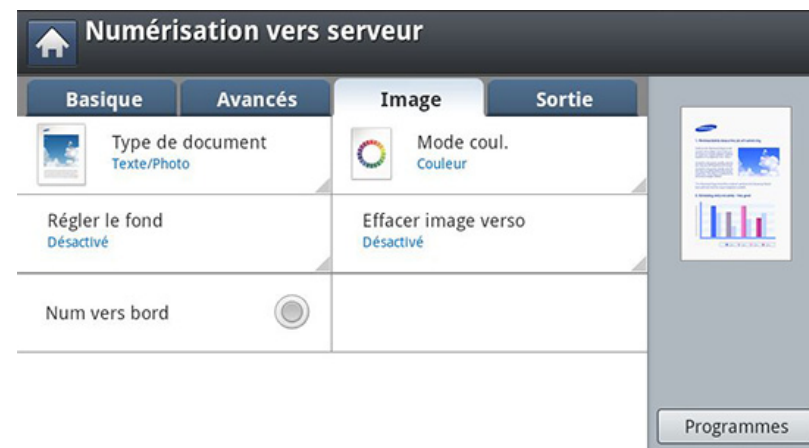 Numérisation vers serveur
Basique
Avancés
Image
Sortie
Type de document
Texte/Photo
Mode coul.
Couleur
Régler le fond
Désactivé
Effacer image verso
Désactivé
Num vers bord
Programmes